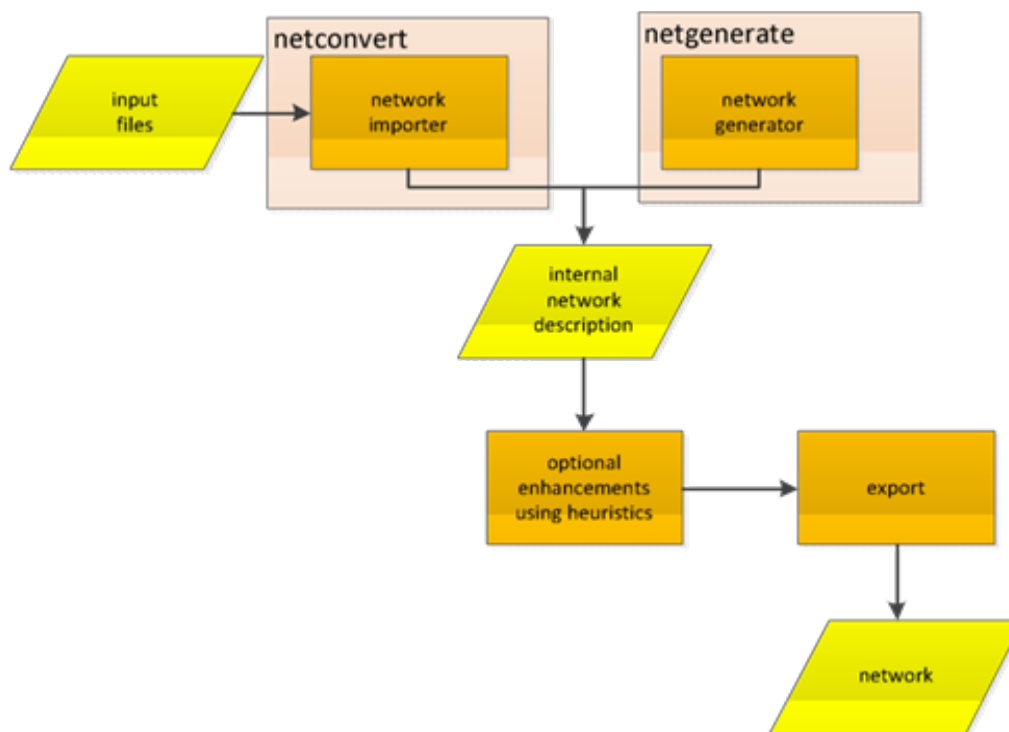 netconvert
netgenerate
input
files
network
importer
network
generator
internal
network
description
optional
enhancements
using heuristics
export
network